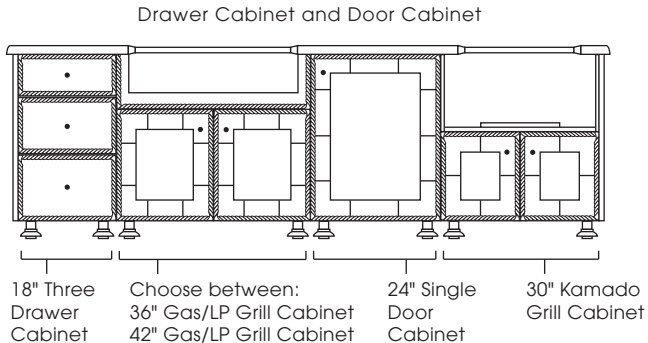 Drawer Cabinet and Door Cabinet
18" Three
Drawer
Cabinet
Choose between:
36" Gas/LP Grill Cabinet
42" Gas/LP Grill Cabinet
24" Single
Door
Cabinet
30" Kamado
Grill Cabinet